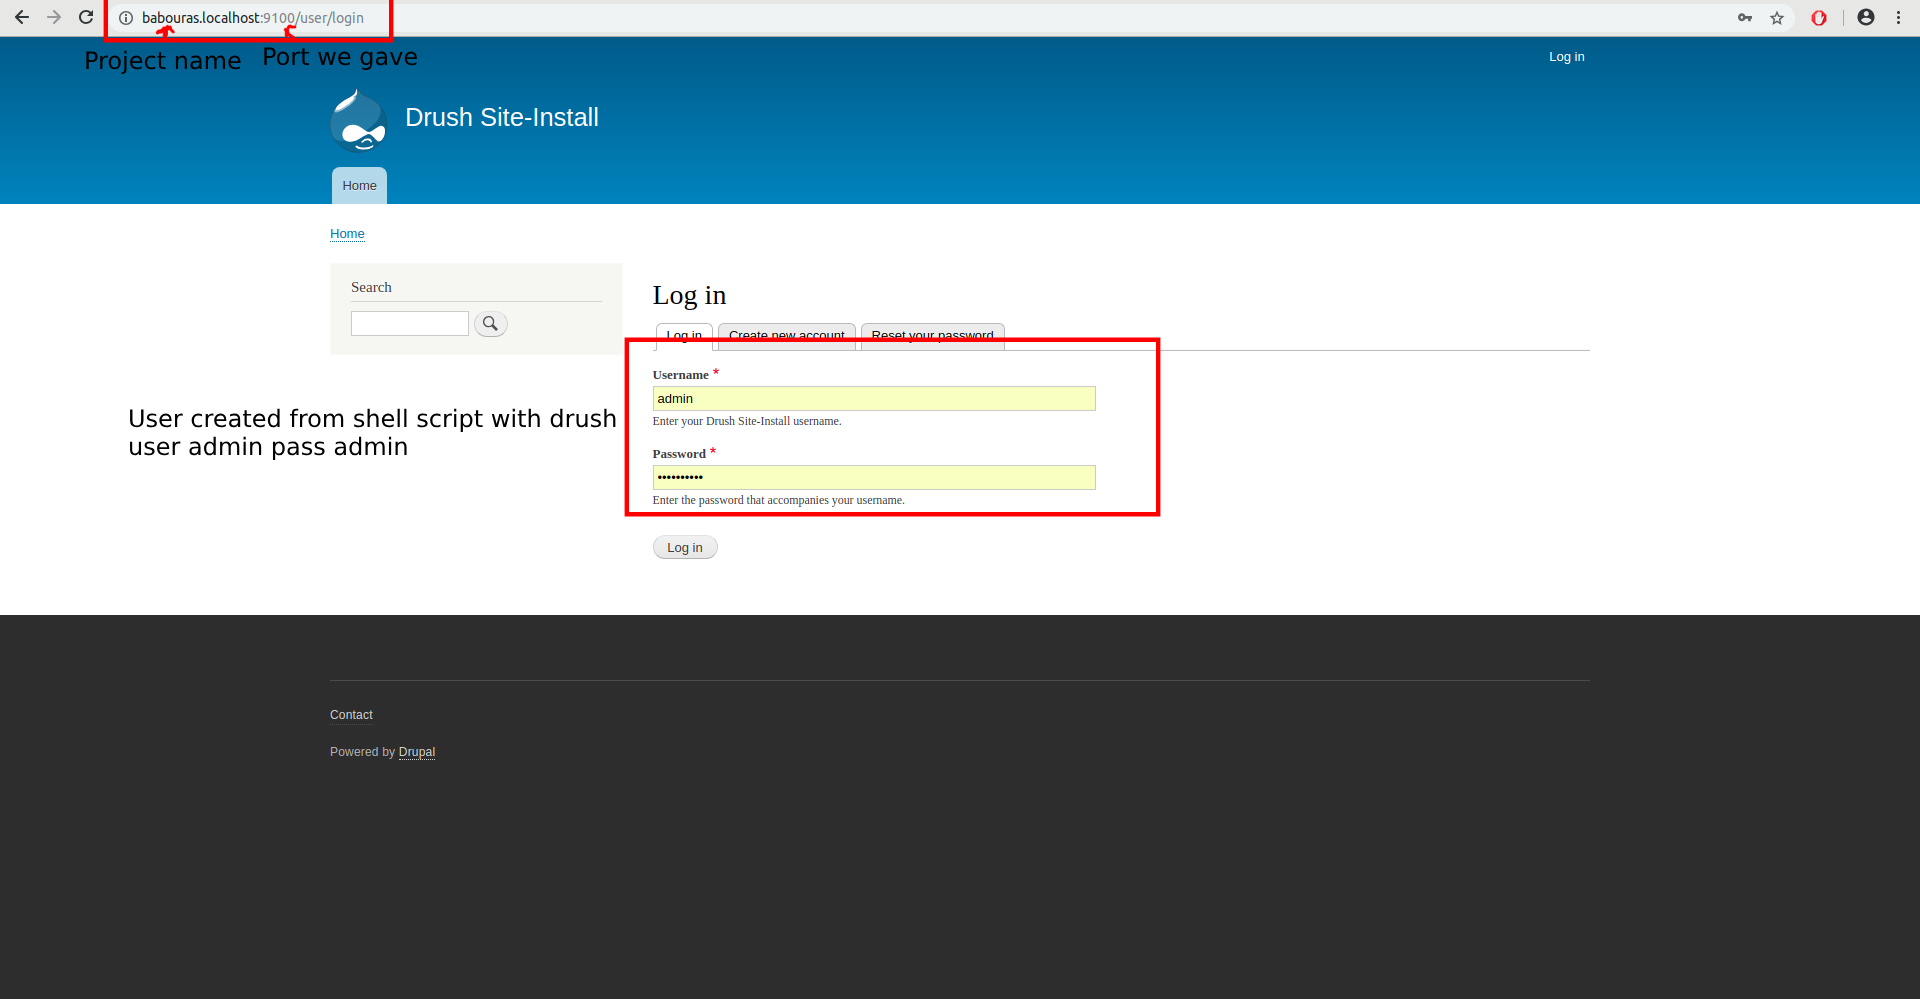 babouras.localhost:9100/user/login
Project name
Port we gave
Log in
Drush Site-Install
Home
Home
Search
Log in
Log in
Create new account
Reset your password
Username *
admin
Enter your Drush Site-Install username.
User created from shell script with drush
user admin pass admin
Password *
••••••••••
Enter the password that accompanies your username.
Log in
Contact
Powered by Drupal